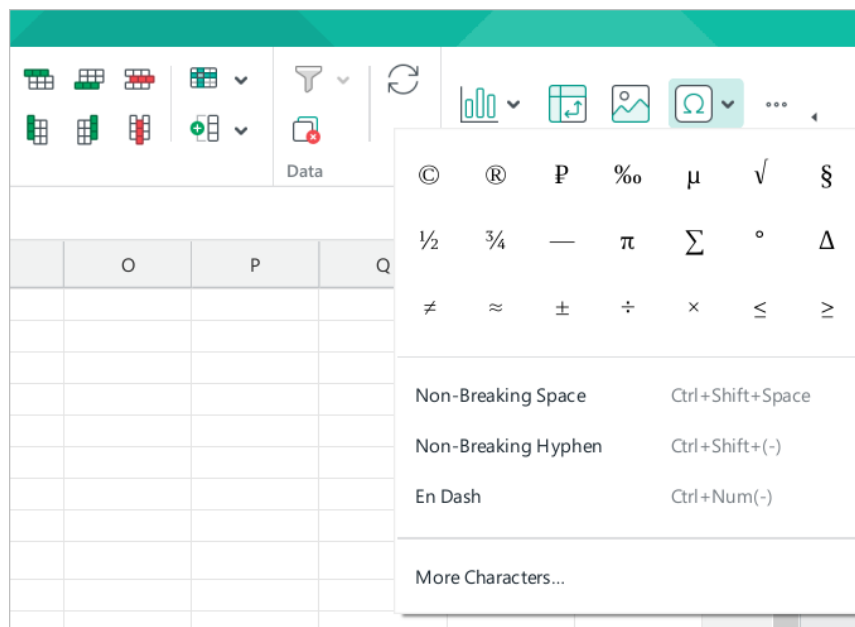 Data
© ® ₽ ‰ µ √ §
½ ¾ — π ∑ ° Δ
≠ ≈ ± ÷ × ≤ ≥
O P Q
Non-Breaking Space Ctrl+Shift+Space
Non-Breaking Hyphen Ctrl+Shift+(-)
En Dash Ctrl+Num(-)
More Characters...